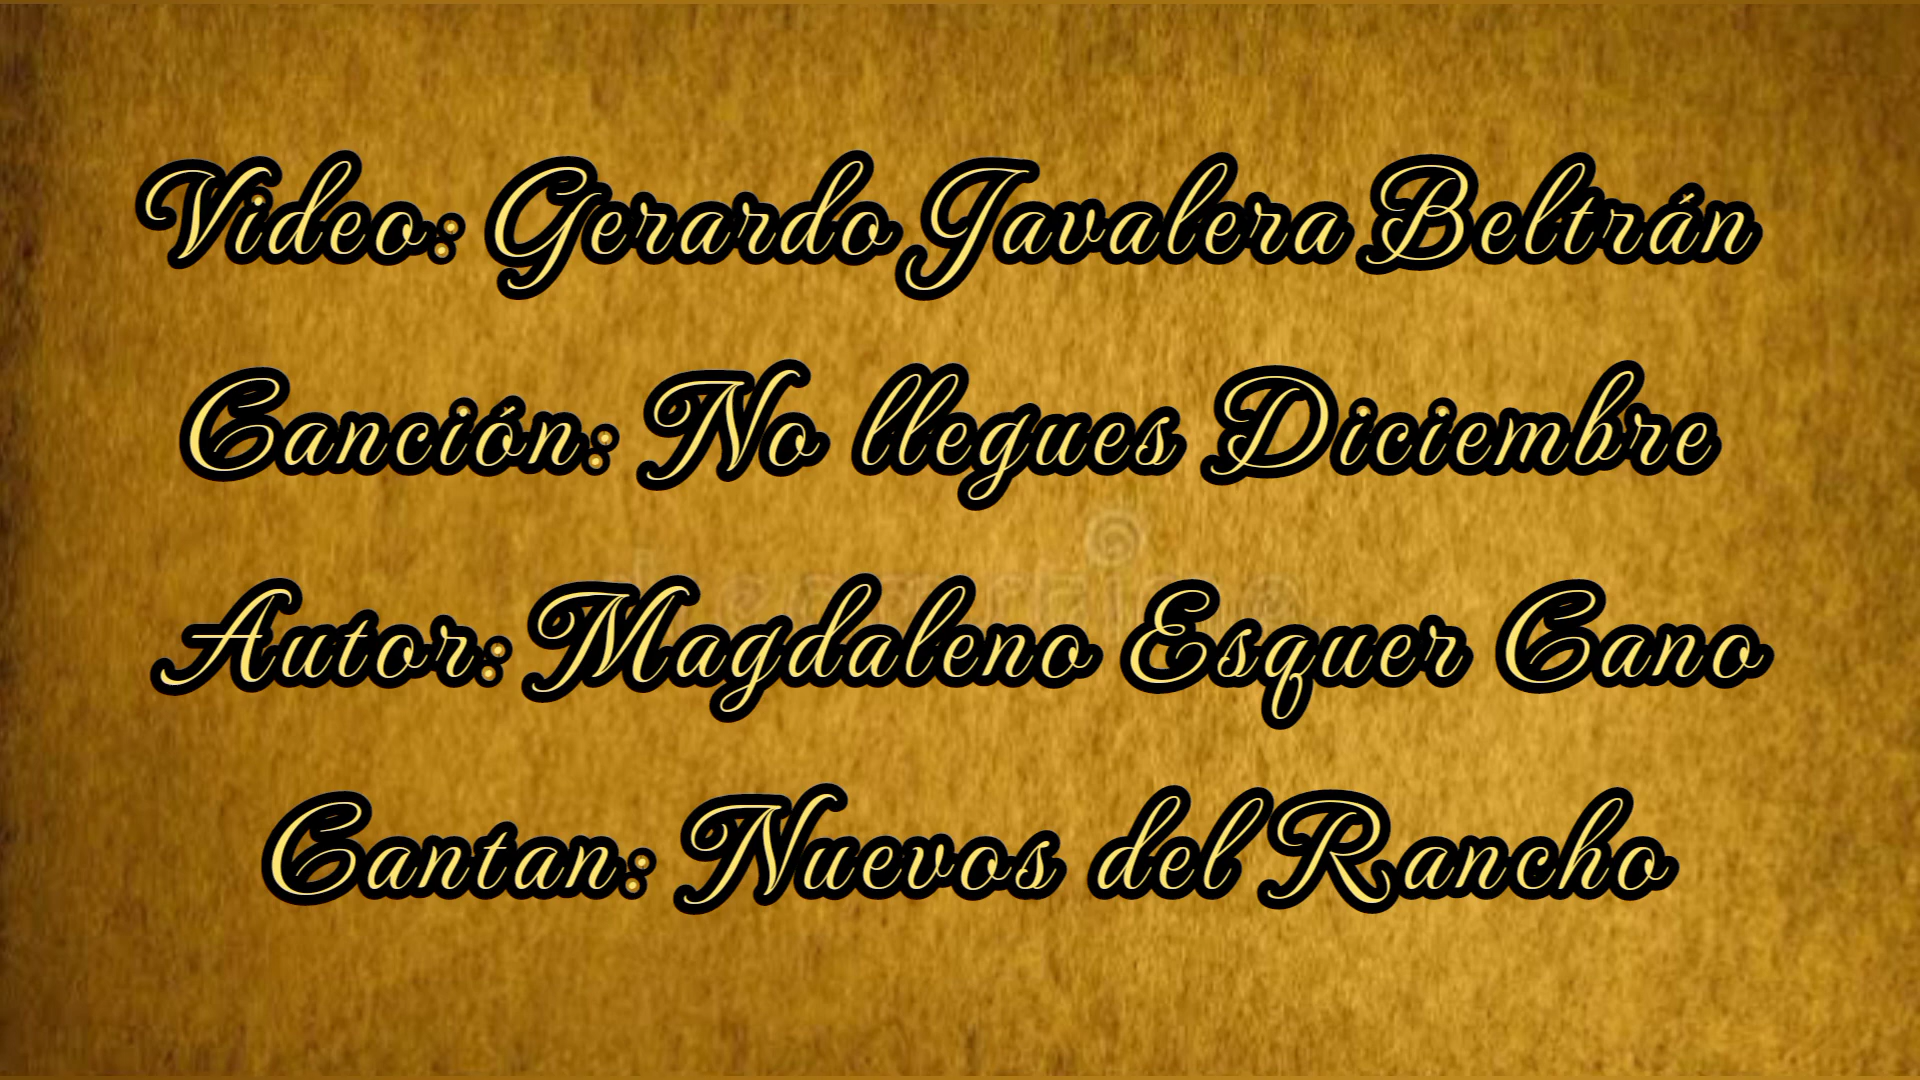 Video: Gerardo Javalera Beltrán
Canción: No llegues Diciembre
Autor: Magdaleno Esquer Cano
Cantan: Nuevos del Rancho